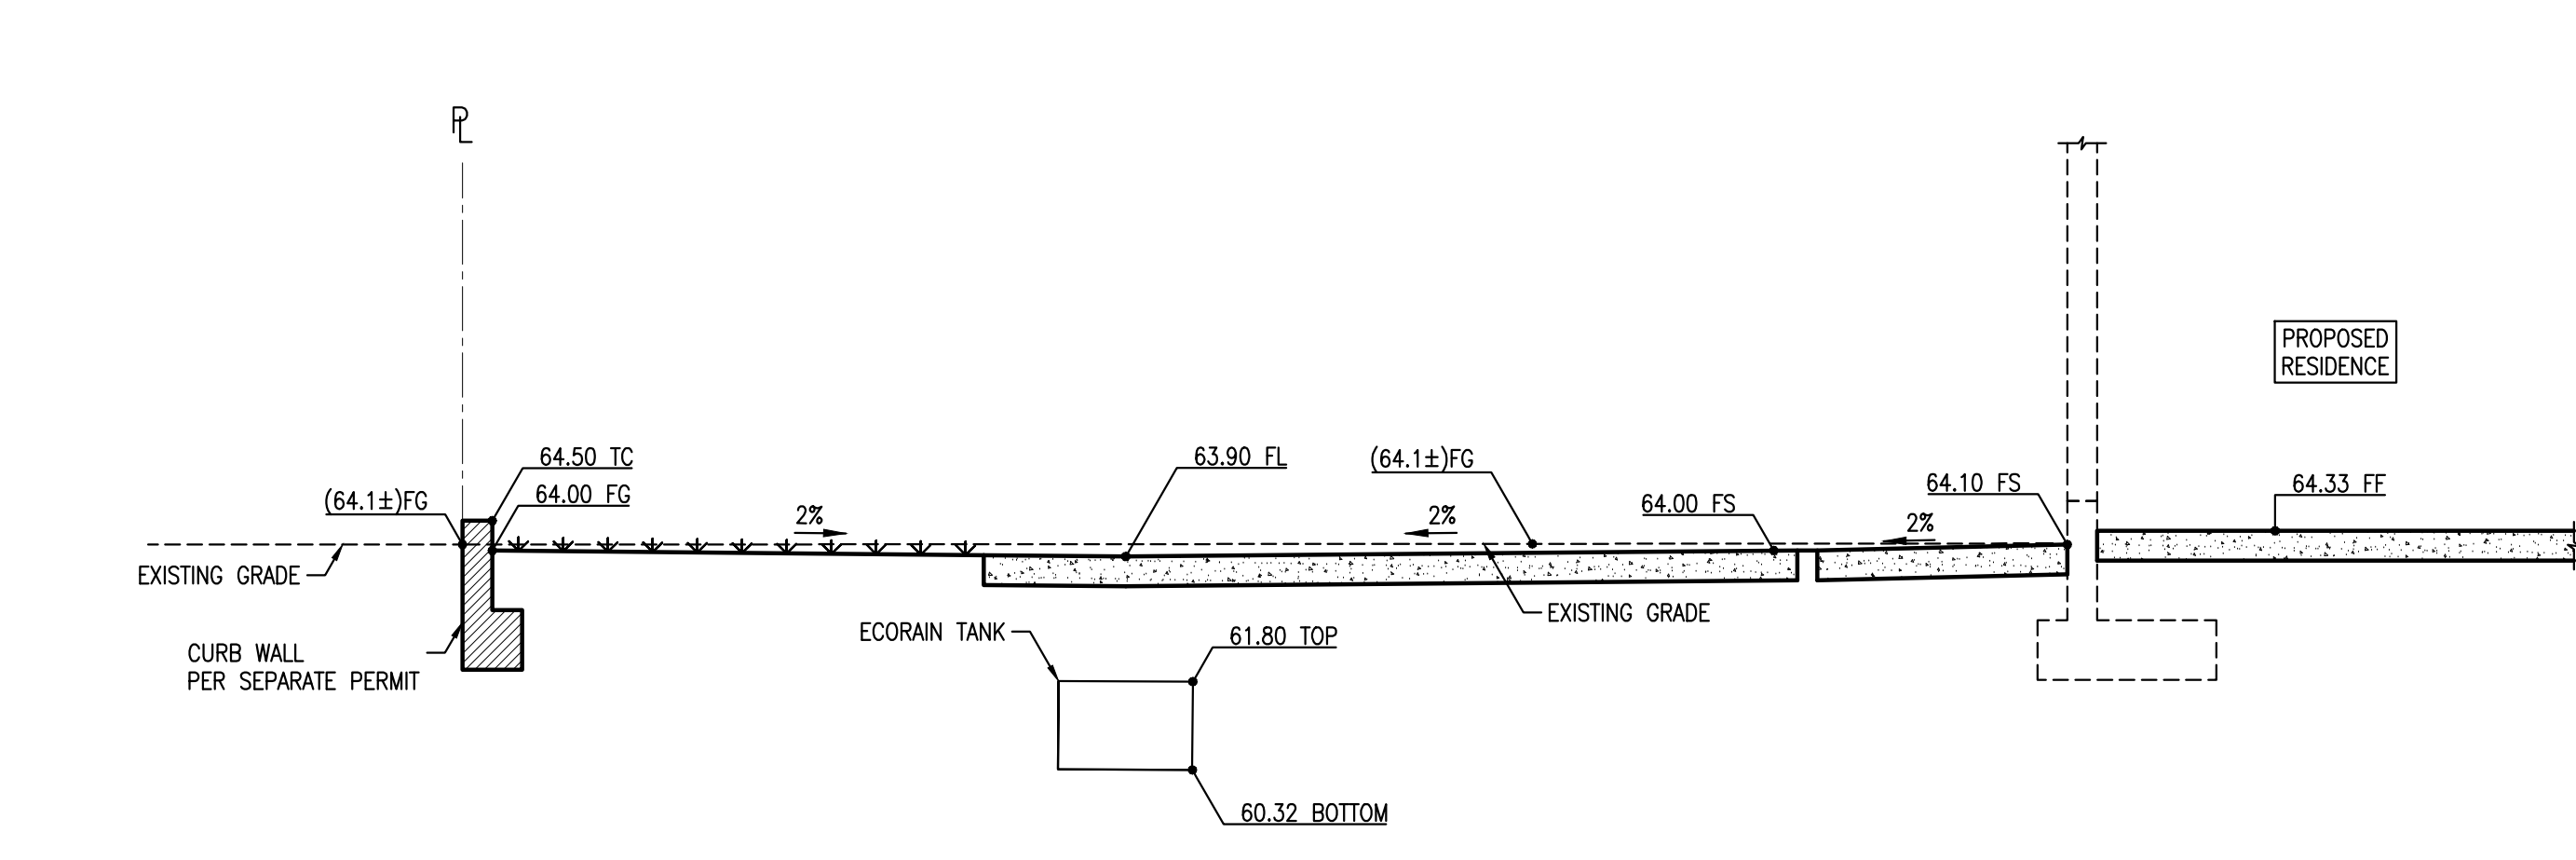 PL
64.50 TC
63.90 FL
(64.1±)FG
PROPOSED
RESIDENCE
(64.1±)FG
64.00 FG
64.00 FS
64.10 FS
64.33 FF
2%
2%
2%
EXISTING GRADE
CURB WALL
PER SEPARATE PERMIT
ECORAIN TANK
61.80 TOP
EXISTING GRADE
60.32 BOTTOM